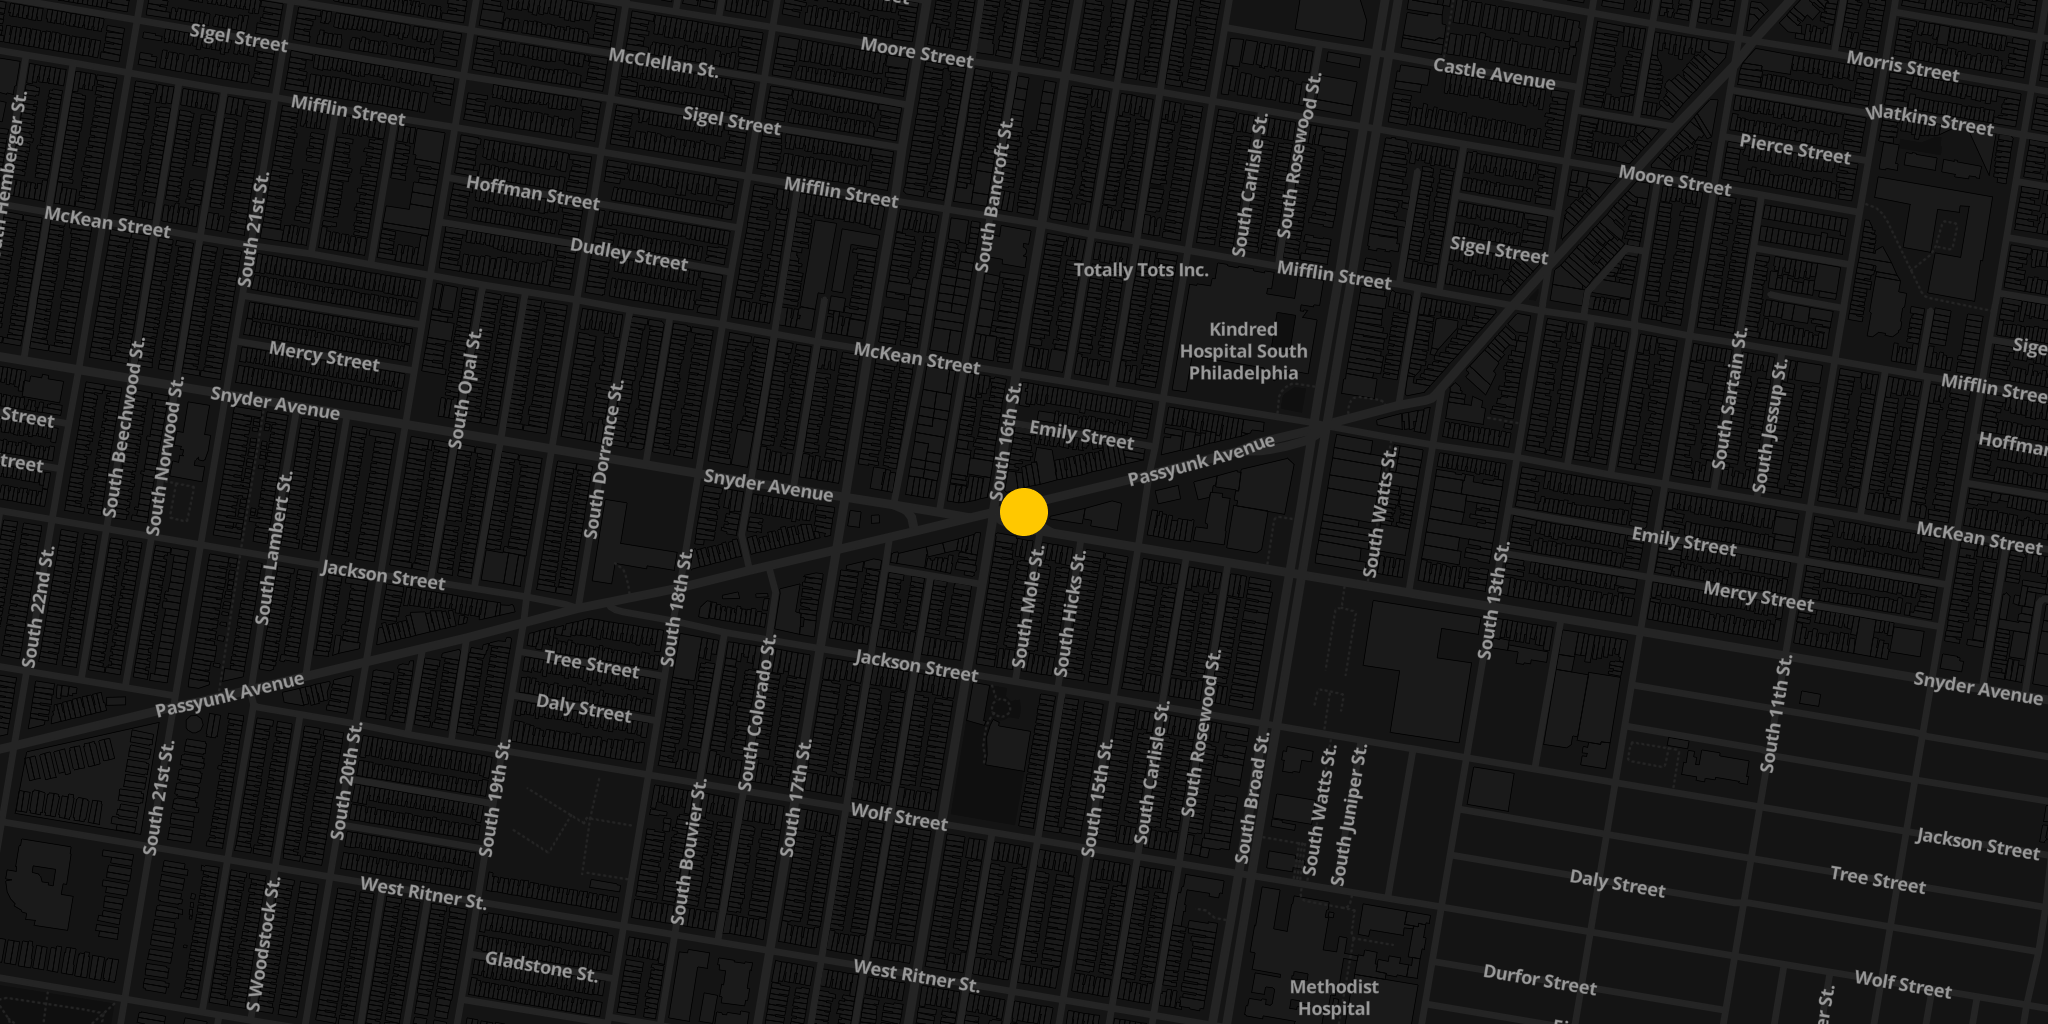 Sigel Street
McClellan St.
Moore Street
Castle Avenue
Morris Street
Mifflin Street
Sigel Street
Watkins Street
Pierce Street
South Rosewood St.
South Carlisle St.
South Bancroft St.
Hoffman Street
Mifflin Street
Moore Street
McKean Street
South 21st St.
Dudley Street
Totally Tots Inc.
Mifflin Street
Sigel Street
Kindred
Hospital South
Philadelphia
Mercy Street
McKean Street
South Opal St.
South Beechwood St.
South Norwood St.
Snyder Avenue
South Dorrance St.
South 16th St.
Emily Street
Passyunk Avenue
South Sartain St.
South Jessup St.
Street
Snyder Avenue
South Watts St.
Emily Street
McKean Street
South Lambert St.
Jackson Street
South 22nd St.
South 18th St.
South Mole St.
South Hicks St.
South 13th St.
Mercy Street
Tree Street
Jackson Street
Passyunk Avenue
Daly Street
South Colorado St.
South Rosewood St.
South Carlisle St.
South 11th St.
Snyder Avenue
South 21st St.
South 20th St.
South 19th St.
South Bouvier St.
South 17th St.
Wolf Street
South 15th St.
South Broad St.
South Watts St.
South Juniper St.
Jackson Street
West Ritner St.
Daly Street
Tree Street
S Woodstock St.
Gladstone St.
West Ritner St.
Methodist
Hospital
Durfor Street
Wolf Street